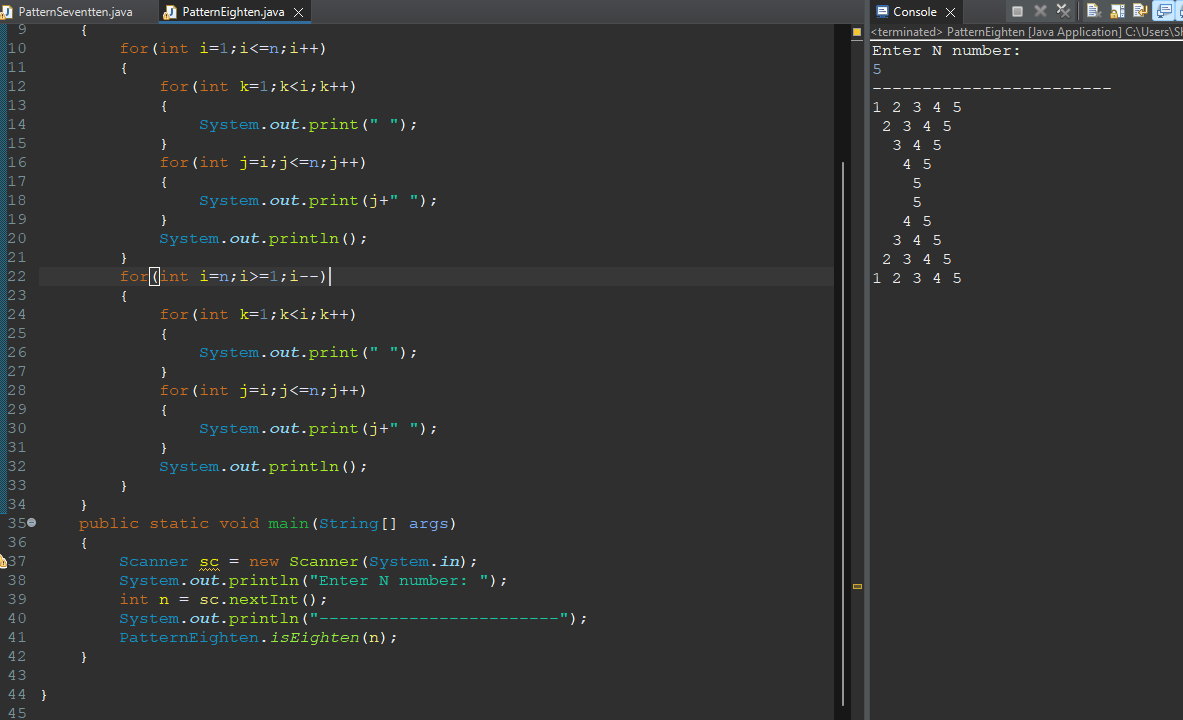 PatternSeventten.java    PatternEighten.java
9     {
10         for(int i=1;i<=n;i++)
11         {
12             for(int k=1;k<i;k++)
13             {
14                 System.out.print(" ");
15             }
16             for(int j=i;j<=n;j++)
17             {
18                 System.out.print(j+" ");
19             }
20             System.out.println();
21         }
22         for(int i=n;i>=1;i--)
23         {
24             for(int k=1;k<i;k++)
25             {
26                 System.out.print(" ");
27             }
28             for(int j=i;j<=n;j++)
29             {
30                 System.out.print(j+" ");
31             }
32             System.out.println();
33         }
34     }
35     public static void main(String[] args)
36     {
37         Scanner sc = new Scanner(System.in);
38         System.out.println("Enter N number: ");
39         int n = sc.nextInt();
40         System.out.println("------------------------");
41         PatternEighten.isEighten(n);
42     }
43
44 }
45
Console
<terminated> PatternEighten [Java Application] C:\Users\
Enter N number:
5
------------------------
1 2 3 4 5
 2 3 4 5
  3 4 5
   4 5
    5
    5
   4 5
  3 4 5
 2 3 4 5
1 2 3 4 5